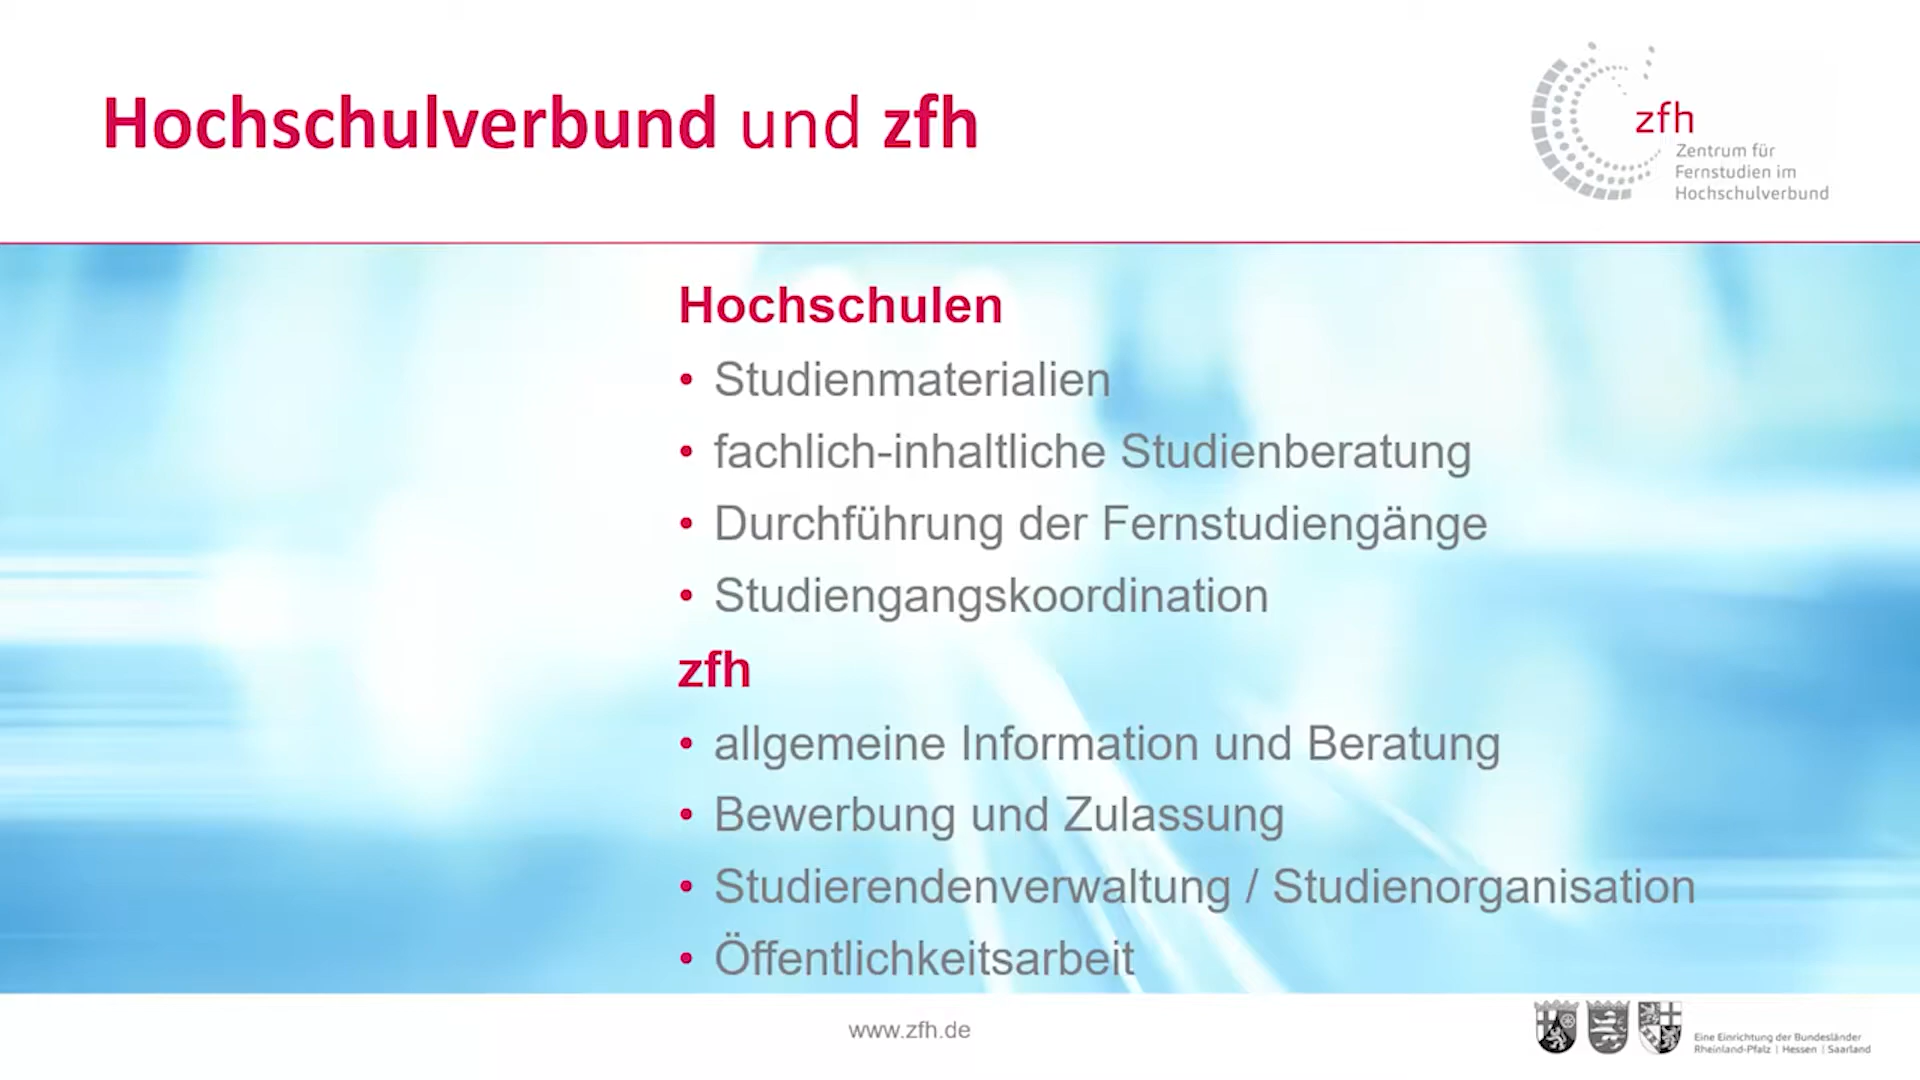 Hochschulverbund und zfh
zfh
Zentrum für
Fernstudien im
Hochschulverbund
Hochschulen
• Studienmaterialien
• fachlich-inhaltliche Studienberatung
• Durchführung der Fernstudiengänge
• Studiengangskoordination
zfh
• allgemeine Information und Beratung
• Bewerbung und Zulassung
• Studierendenverwaltung / Studienorganisation
• Öffentlichkeitsarbeit
www.zfh.de
Eine Einrichtung der Bundesländer
Rheinland-Pfalz | Hessen | Saarland